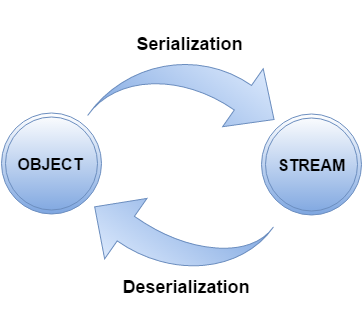 Serialization
OBJECT
STREAM
Deserialization